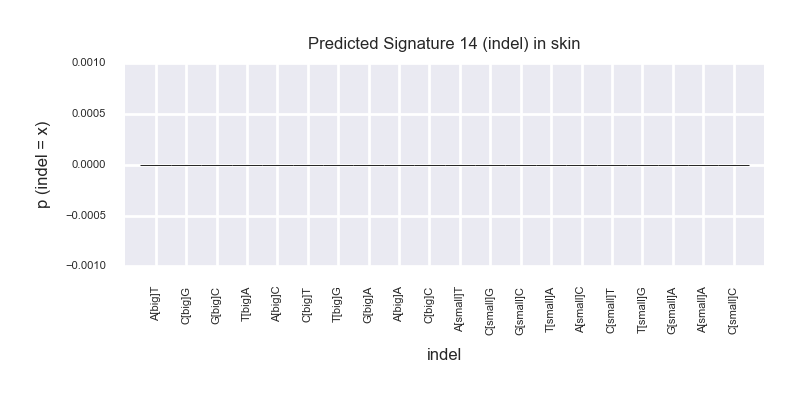 Predicted Signature 14 (indel) in skin
0.0010
0.0005
0.0000
−0.0005
−0.0010
p (indel = x)
A[big]T
C[big]G
G[big]C
T[big]A
A[big]C
C[big]T
T[big]G
G[big]A
A[big]A
C[big]C
A[small]T
C[small]G
G[small]C
T[small]A
A[small]C
C[small]T
T[small]G
G[small]A
A[small]A
C[small]C
indel